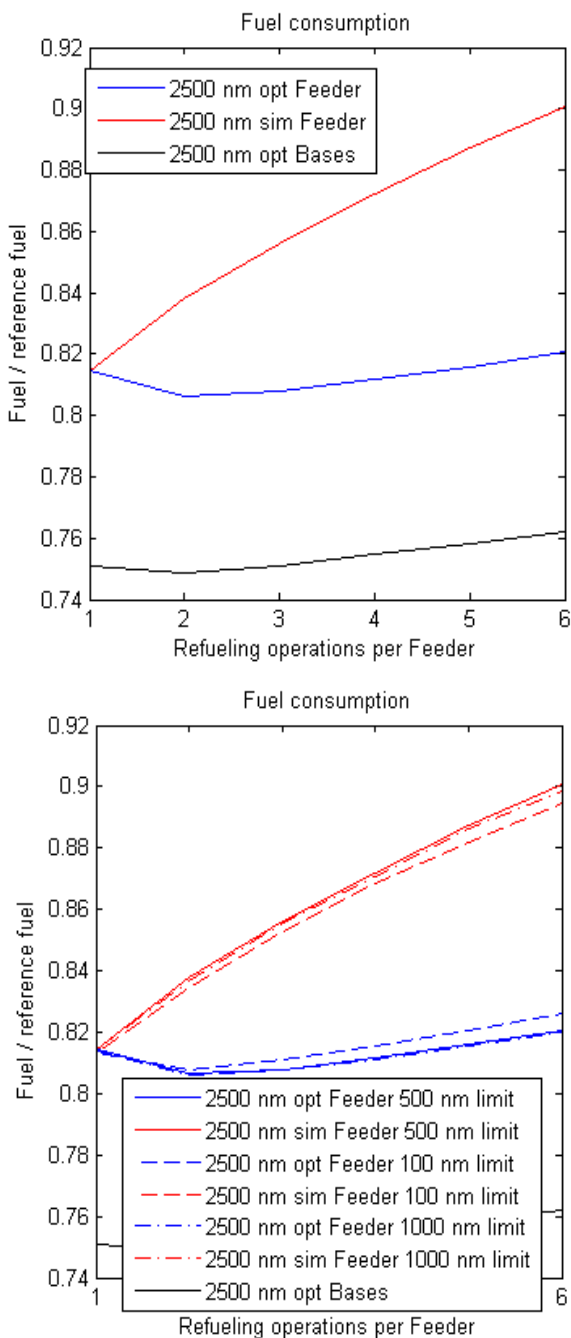 Fuel consumption
0.92
0.9
0.88
0.86
0.84
0.82
0.8
0.78
0.76
0.74
Fuel / reference fuel
2500 nm opt Feeder
2500 nm sim Feeder
2500 nm opt Bases
1 2 3 4 5 6
Refueling operations per Feeder
Fuel consumption
0.92
0.9
0.88
0.86
0.84
0.82
0.8
0.78
0.76
0.74
Fuel / reference fuel
2500 nm opt Feeder 500 nm limit
2500 nm sim Feeder 500 nm limit
2500 nm opt Feeder 100 nm limit
2500 nm sim Feeder 100 nm limit
2500 nm opt Feeder 1000 nm limit
2500 nm sim Feeder 1000 nm limit
2500 nm opt Bases
1 6
Refueling operations per Feeder